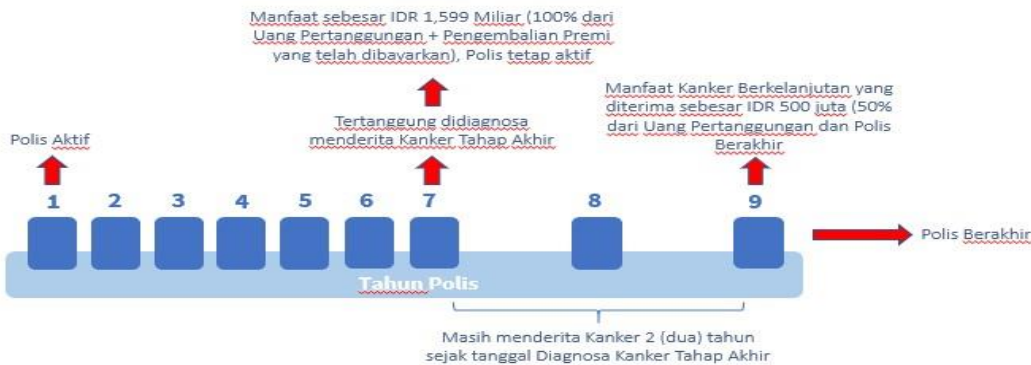 Manfaat sebesar IDR 1,599 Miliar (100% dari
Uang Pertanggungan + Pengembalian Premi
yang telah dibayarkan), Polis tetap aktif
Manfaat Kanker Berkelanjutan yang
diterima sebesar IDR 500 juta (50%
dari Uang Pertanggungan dan Polis
Berakhir
Tertanggung didiagnosa
menderita Kanker Tahap Akhir
Polis Aktif
1 2 3 4 5 6 7 8 9
Polis Berakhir
Tahun Polis
Masih menderita Kanker 2 (dua) tahun
sejak tanggal Diagnosa Kanker Tahap Akhir